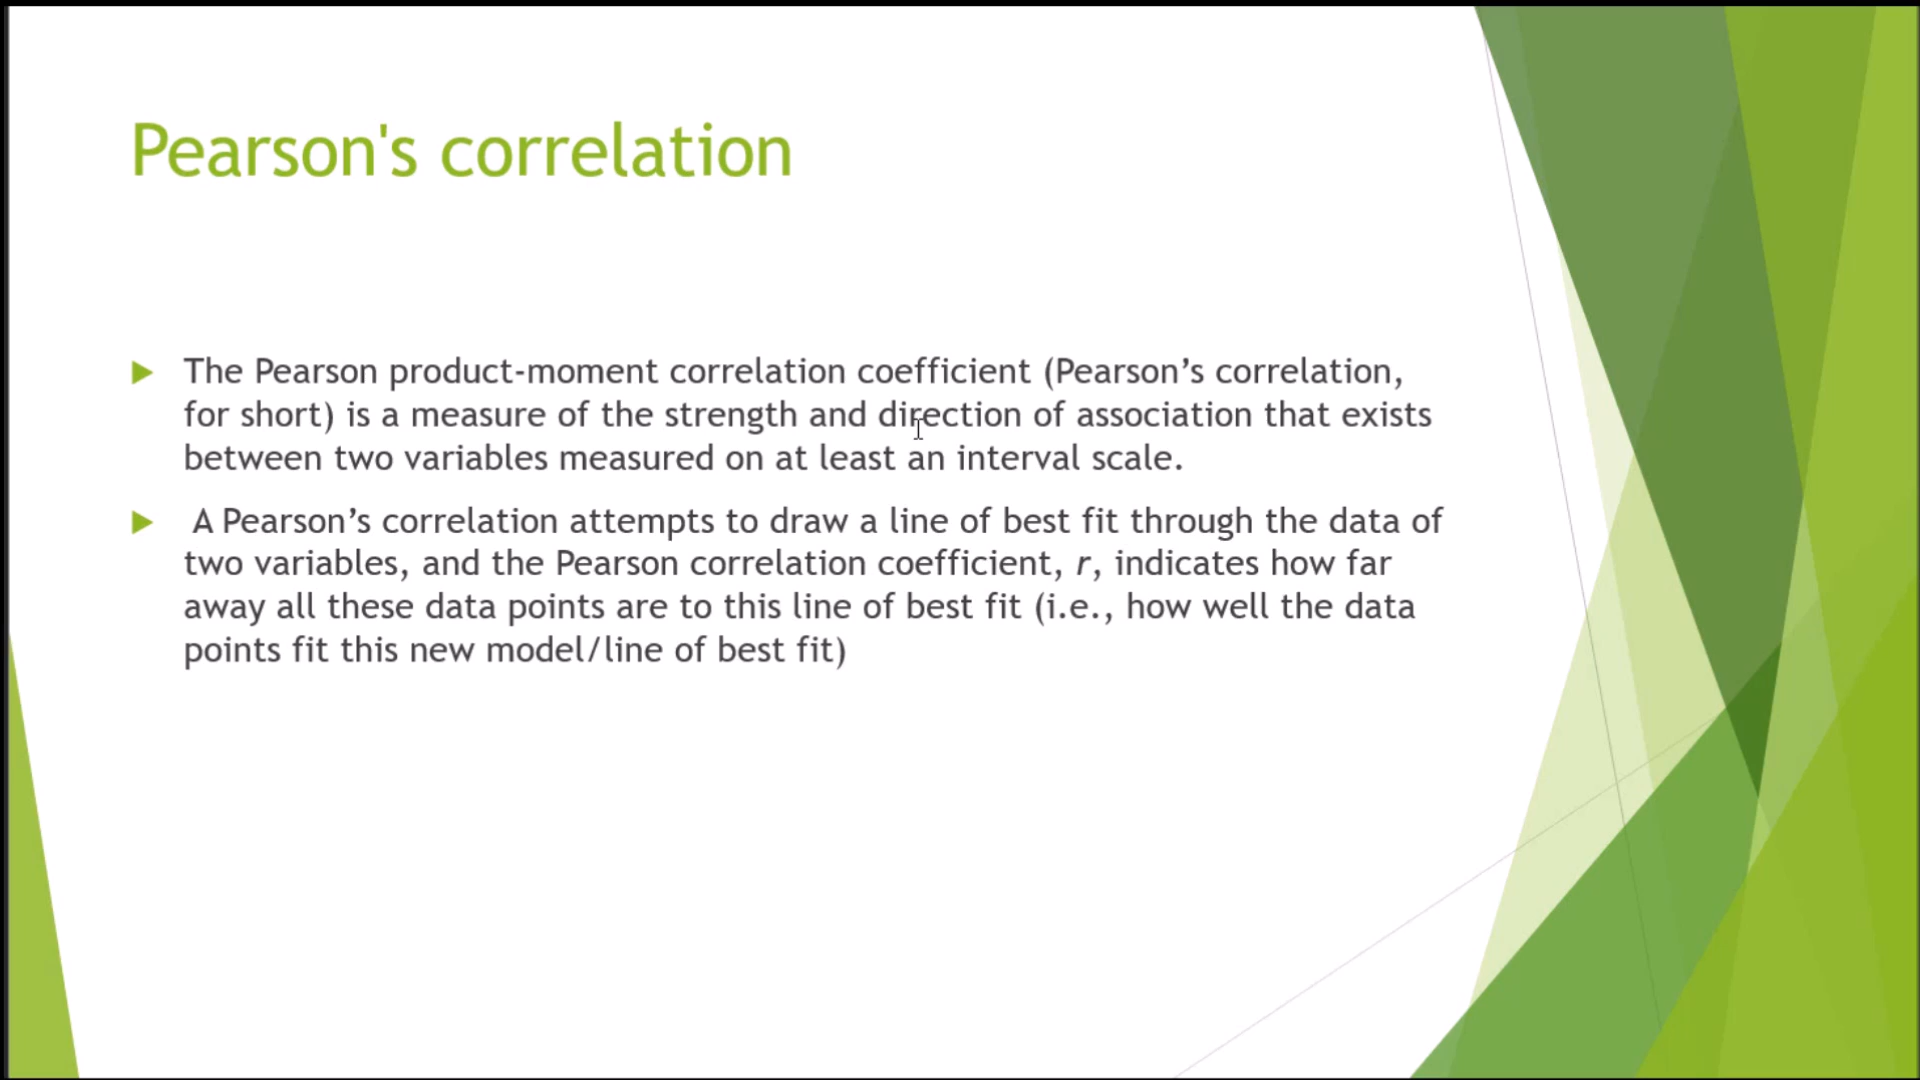 Pearson's correlation
The Pearson product-moment correlation coefficient (Pearson’s correlation,
for short) is a measure of the strength and direction of association that exists
between two variables measured on at least an interval scale.
A Pearson’s correlation attempts to draw a line of best fit through the data of
two variables, and the Pearson correlation coefficient, r, indicates how far
away all these data points are to this line of best fit (i.e., how well the data
points fit this new model/line of best fit)